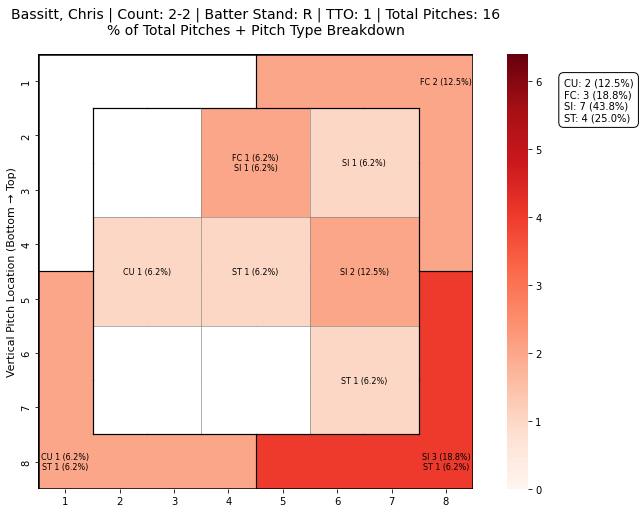 Bassitt, Chris | Count: 2-2 | Batter Stand: R | TTO: 1 | Total Pitches: 16
% of Total Pitches + Pitch Type Breakdown
Vertical Pitch Location (Bottom → Top)
1
2
3
4
5
6
7
8
FC 2 (12.5%)
FC 1 (6.2%)
SI 1 (6.2%)
SI 1 (6.2%)
CU 1 (6.2%)
ST 1 (6.2%)
SI 2 (12.5%)
ST 1 (6.2%)
CU 1 (6.2%)
ST 1 (6.2%)
SI 3 (18.8%)
ST 1 (6.2%)
1 2 3 4 5 6 7 8
6
5
4
3
2
1
0
CU: 2 (12.5%)
FC: 3 (18.8%)
SI: 7 (43.8%)
ST: 4 (25.0%)